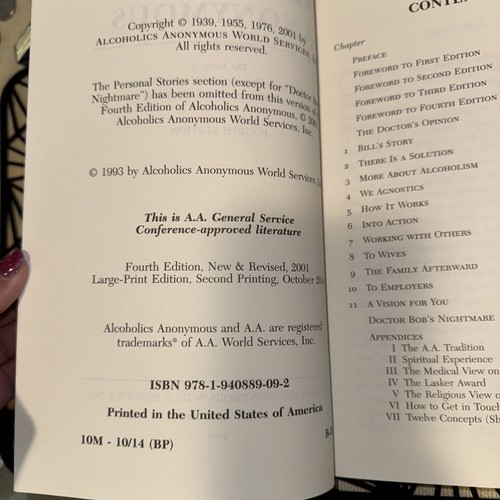 Copyright © 1939, 1955, 1976, 2001 by
Alcoholics Anonymous World Services,
All rights reserved.
The Personal Stories section (except for "Doctor
Nightmare") has been omitted from this version of
Fourth Edition of Alcoholics Anonymous, ©
Alcoholics Anonymous World Services, Inc.
© 1993 by Alcoholics Anonymous World Services,
This is A.A. General Service
Conference-approved literature
Fourth Edition, New & Revised, 2001
Large-Print Edition, Second Printing, October
Alcoholics Anonymous and A.A. are registered
trademarks® of A.A. World Services, Inc.
ISBN 978-1-940889-09-2
Printed in the United States of America
10M - 10/14 (BP)
Chapter
Preface
Foreword to First Edition
Foreword to Second Edition
Foreword to Third Edition
Foreword to Fourth Edition
The Doctor's Opinion
1 Bill's Story
2 There Is a Solution
3 More About Alcoholism
4 We Agnostics
5 How It Works
6 Into Action
7 Working with Others
8 To Wives
9 The Family Afterward
10 To Employers
11 A Vision for You
Doctor Bob's Nightmare
Appendices
I The A.A. Tradition
II Spiritual Experience
III The Medical View on
IV The Lasker Award
V The Religious View
VI How to Get in Touch
VII Twelve Concepts